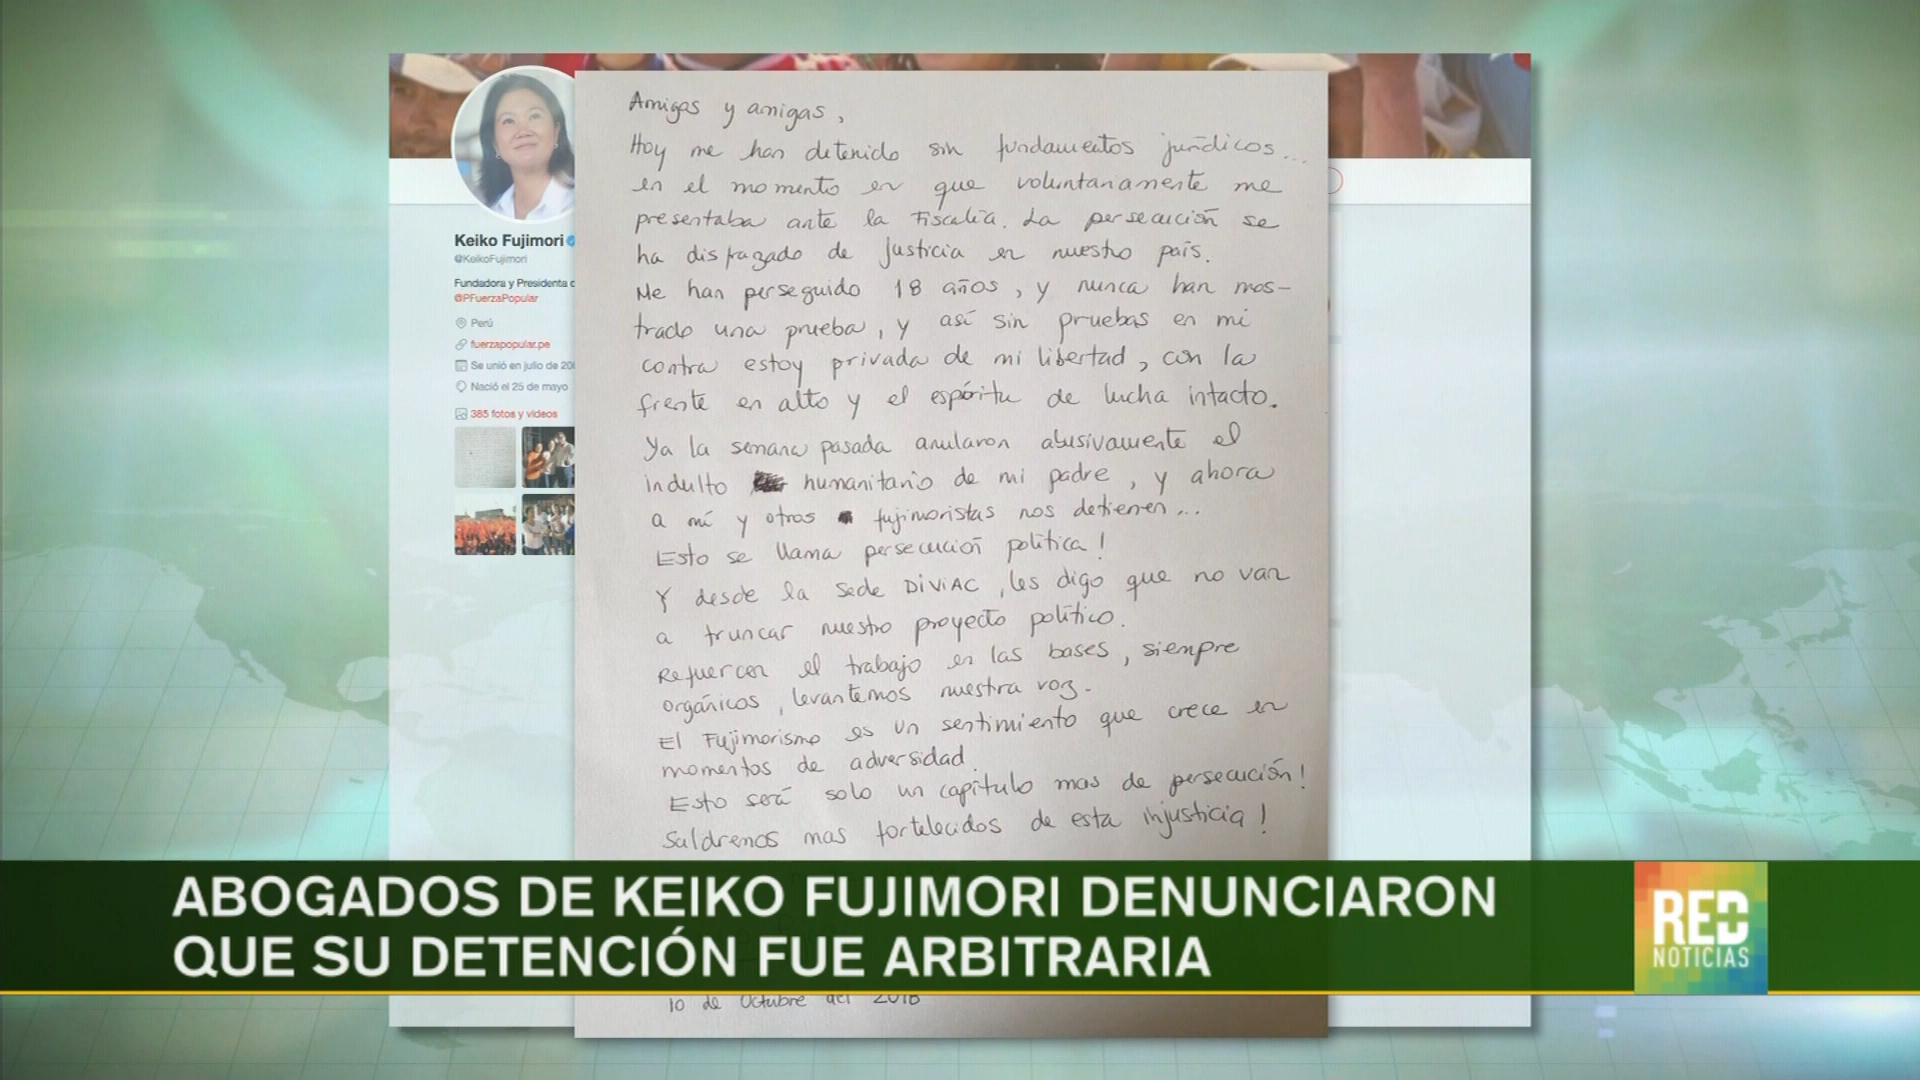 Keiko Fujimori
@KeikoFujimori
Fundadora y Presidenta
@PFuerzaPopular
Perú
fuerzapopular.pe
Se unió en julio de
Nació el 25 de mayo
385 fotos y videos
Amigos y amigas,
Hoy me han detenido sin fundamentos jurídicos...
en el momento en que voluntariamente me
presentaba ante la Fiscalía. La persecución se
ha disfrazado de Justicia en nuestro país.
Me han perseguido 18 años, y nunca han mos-
trado una prueba, y así sin pruebas en mi
contra estoy privada de mi libertad, con la
frente en alto y el espíritu de lucha intacto.
Ya la semana pasada anularon abusivamente el
indulto humanitario de mi padre, y ahora
a mí y otros fujimoristas nos detienen...
Esto se llama persecución política!
Y desde la sede DIVIAC, les digo que no van
a truncar nuestro proyecto político.
Refuercen el trabajo en las bases, siempre
orgánicos, levantemos nuestra voz.
El Fujimorismo es un sentimiento que crece en
momentos de adversidad.
Esto será solo un capítulo mas de persecución!
Saldremos mas fortelecidos de esta injusticia!
ABOGADOS DE KEIKO FUJIMORI DENUNCIARON
QUE SU DETENCIÓN FUE ARBITRARIA
RED
NOTICIAS
10 de Octubre del 2018